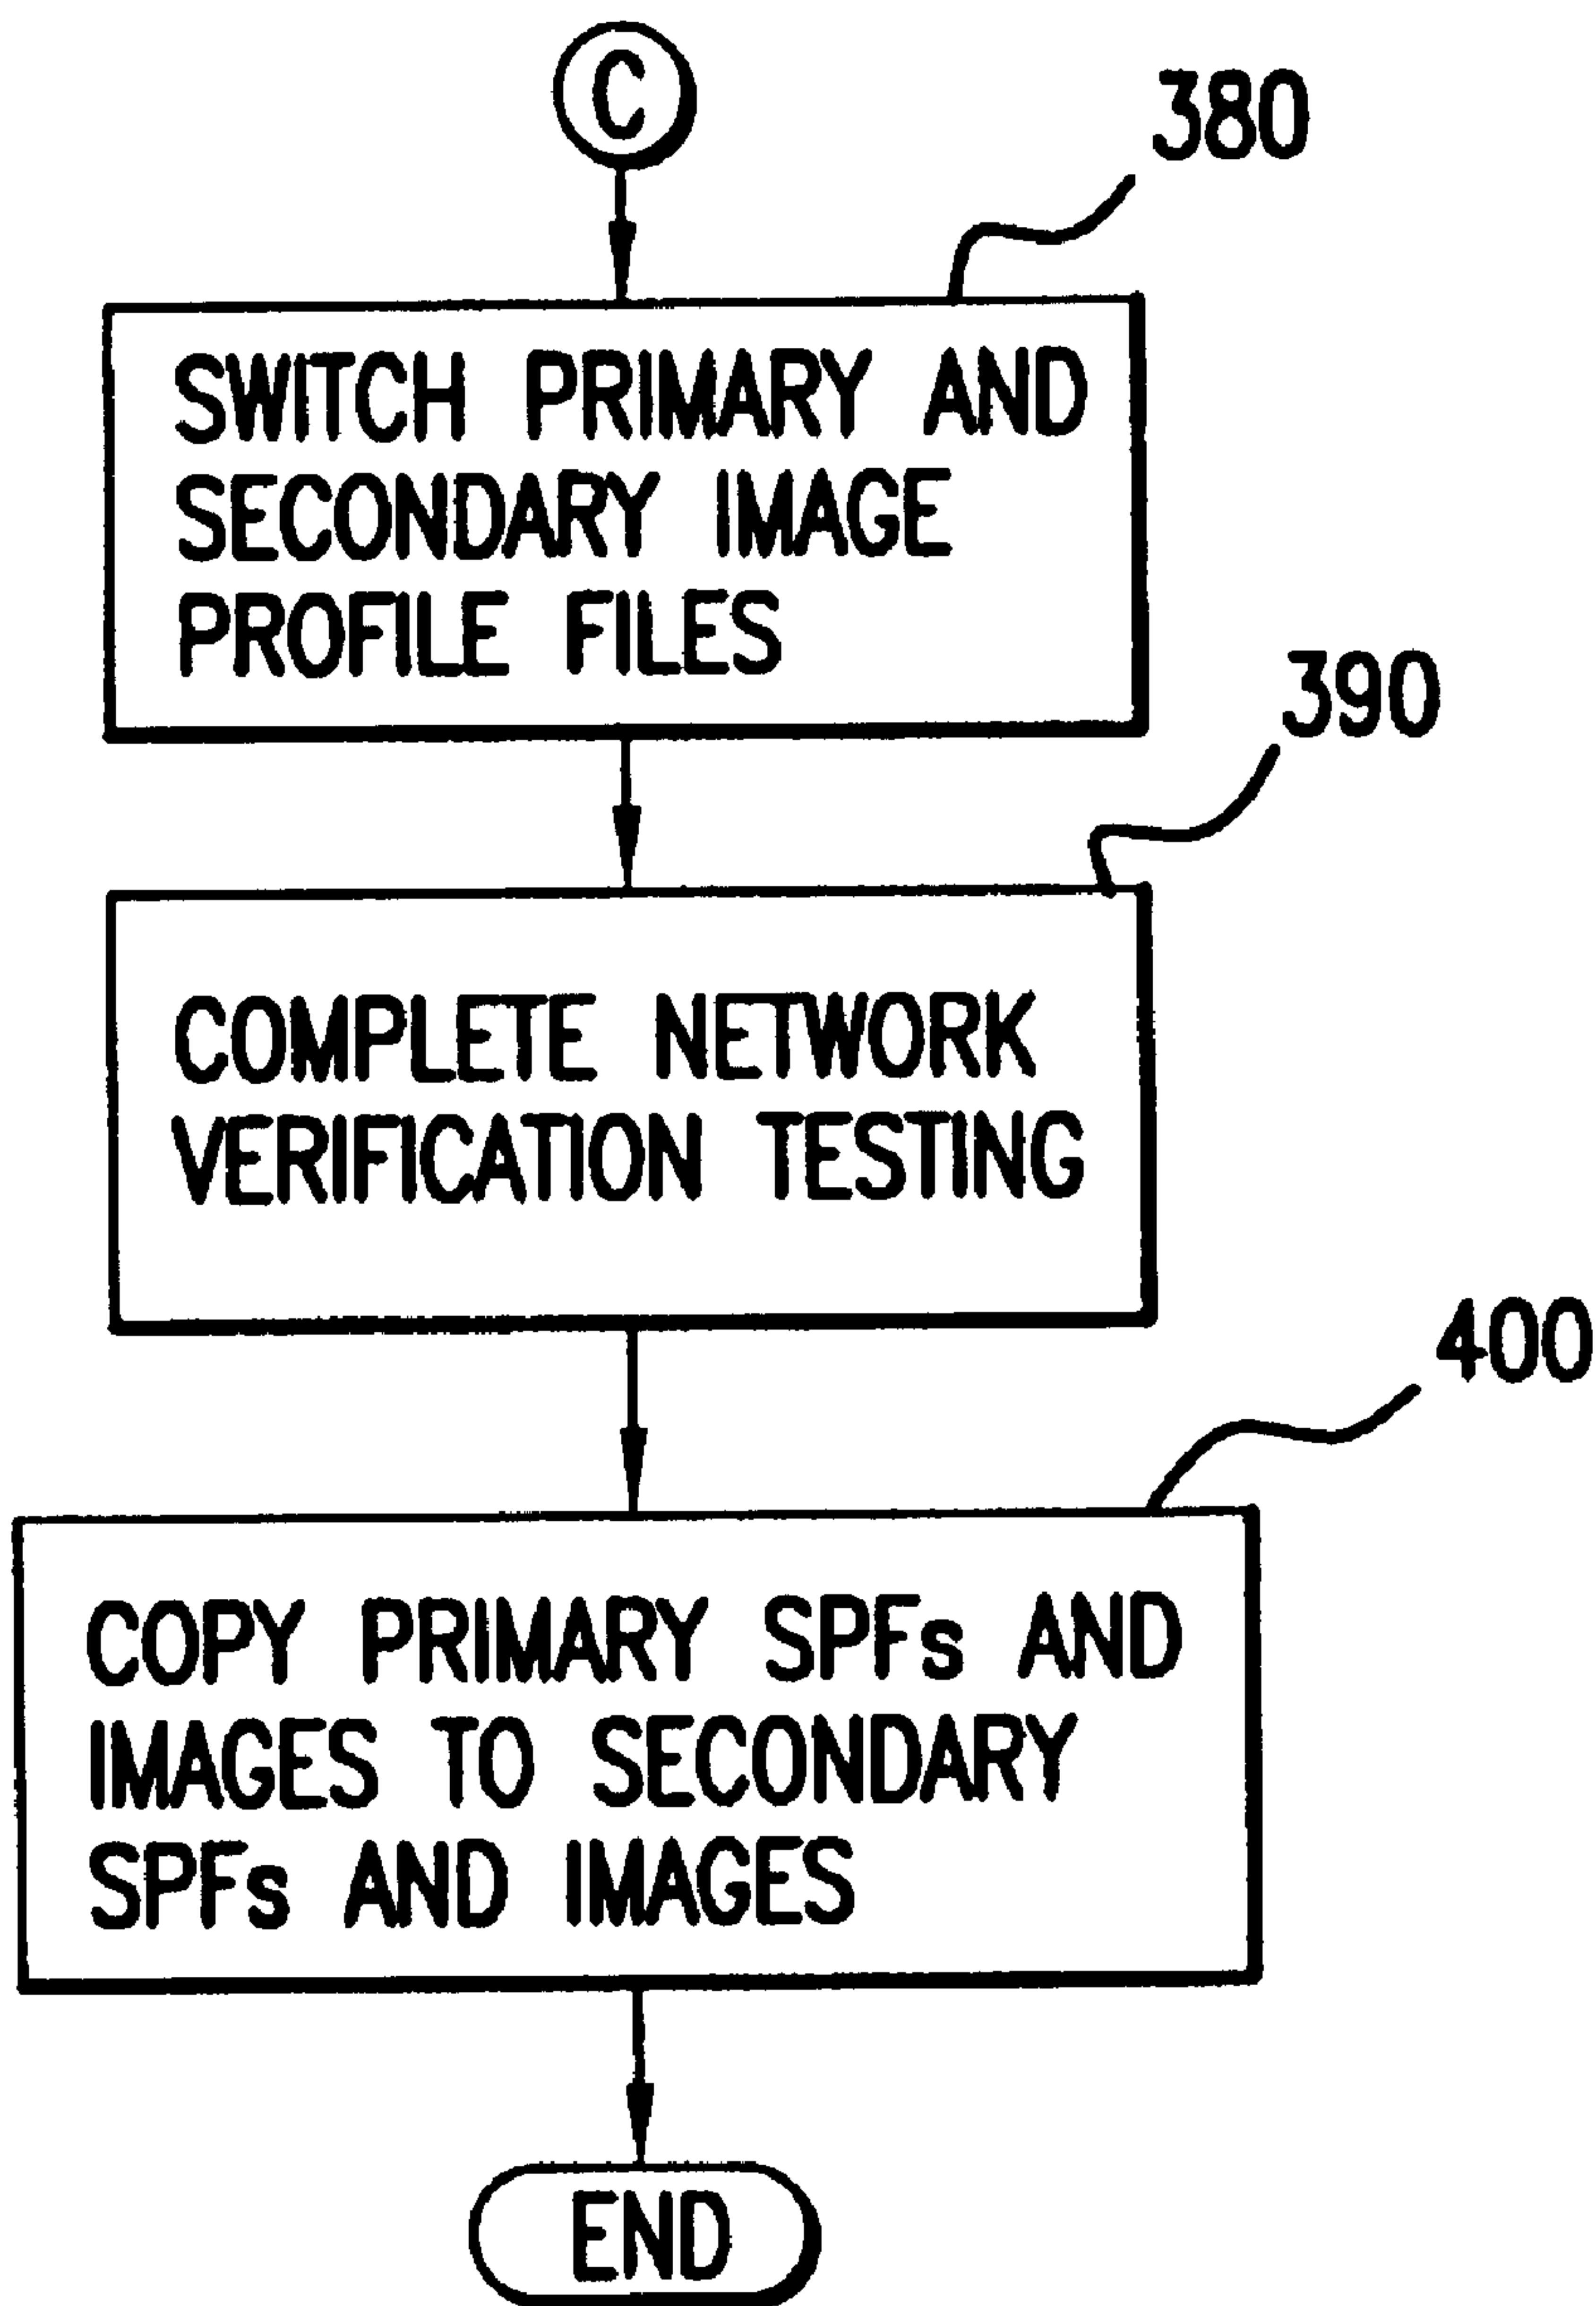 C
380
SWITCH PRIMARY AND
SECONDARY IMAGE
PROFILE FILES
390
COMPLETE NETWORK
VERIFICATION TESTING
400
COPY PRIMARY SPFs AND
IMAGES TO SECONDARY
SPFs AND IMAGES
END